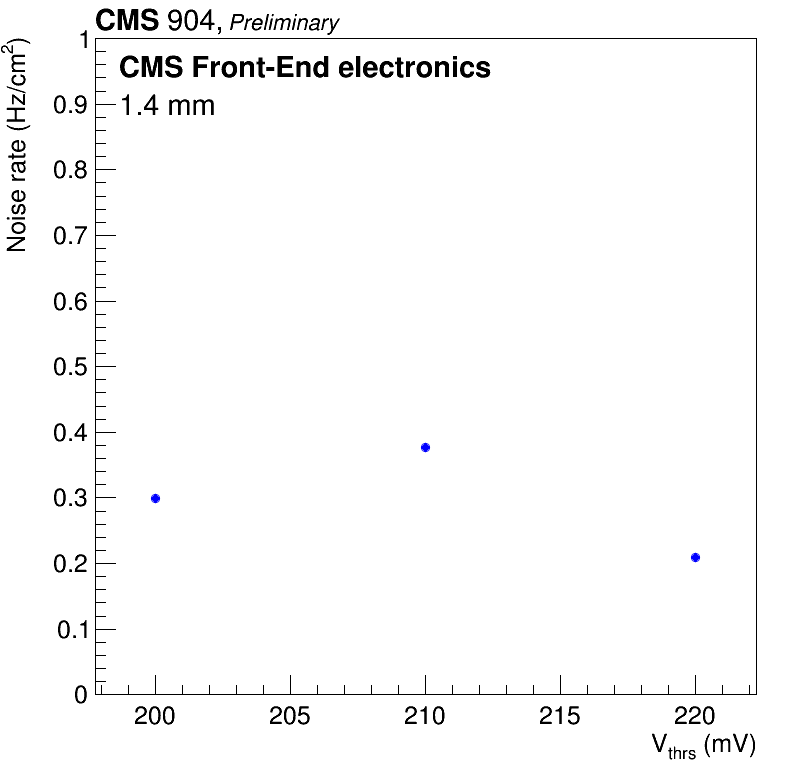 CMS 904, Preliminary
CMS Front-End electronics
1.4 mm
Noise rate (Hz/cm²)
1
0.9
0.8
0.7
0.6
0.5
0.4
0.3
0.2
0.1
0
200 205 210 215 220
V_thrs (mV)